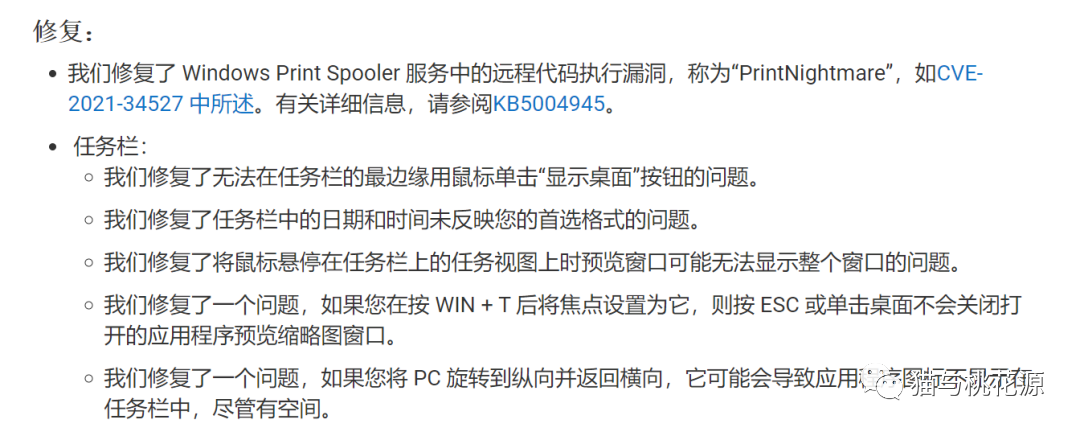 修复：
我们修复了 Windows Print Spooler 服务中的远程代码执行漏洞，称为“PrintNightmare”，如CVE-
2021-34527 中所述。有关详细信息，请参阅KB5004945。
任务栏：
我们修复了无法在任务栏的最边缘用鼠标单击“显示桌面”按钮的问题。
我们修复了任务栏中的日期和时间未反映您的首选格式的问题。
我们修复了将鼠标悬停在任务栏上的任务视图上时预览窗口可能无法显示整个窗口的问题。
我们修复了一个问题，如果您在按 WIN + T 后将焦点设置为它，则按 ESC 或单击桌面不会关闭打
开的应用程序预览缩略图窗口。
我们修复了一个问题，如果您将 PC 旋转到纵向并返回横向，它可能会导致应用
任务栏中，尽管有空间。
猫与桃花源